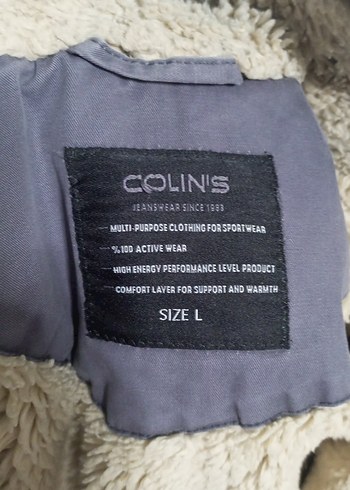 COLIN'S
JEANSWEAR SINCE 1983
MULTI-PURPOSE CLOTHING FOR SPORTWEAR
%100 ACTIVE WEAR
HIGH ENERGY PERFORMANCE LEVEL PRODUCT
COMFORT LAYER FOR SUPPORT AND WARMTH
SIZE L